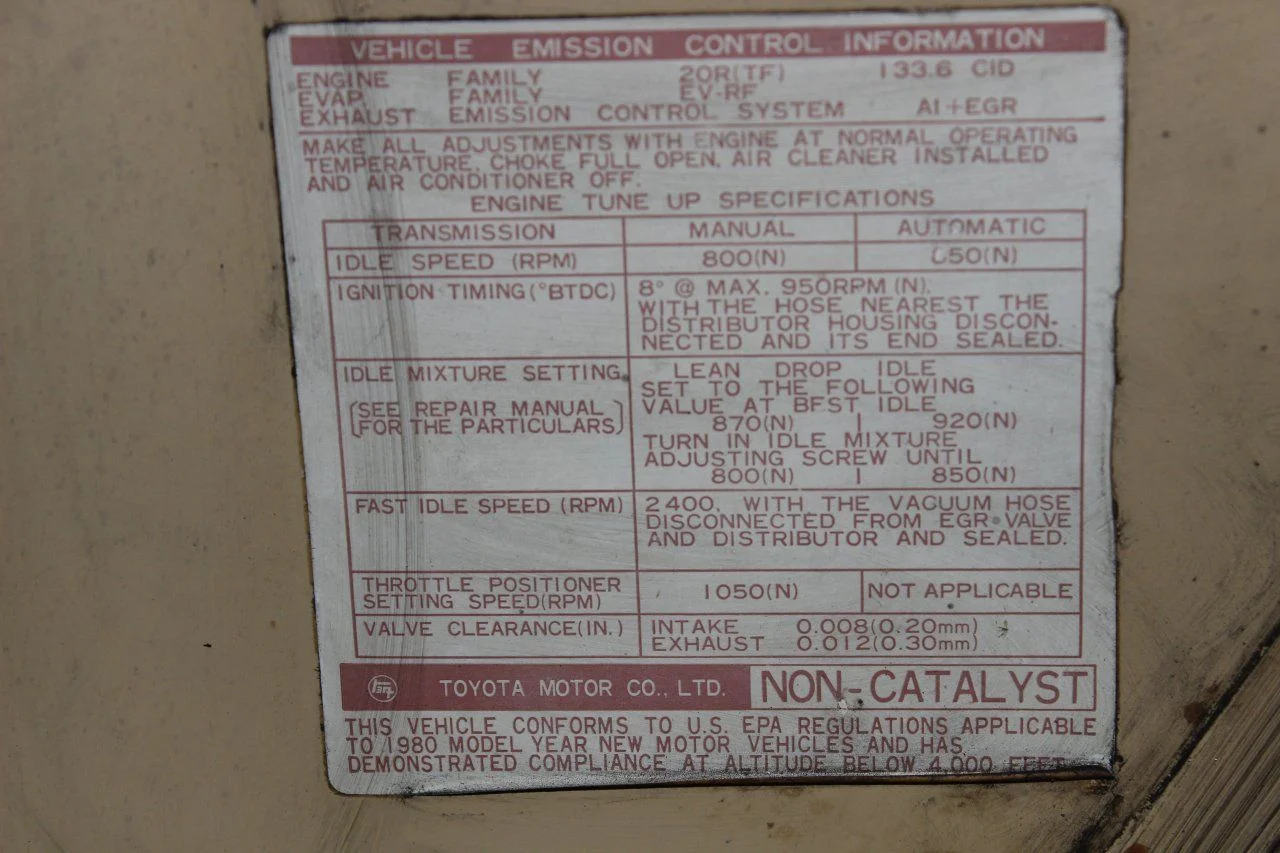 VEHICLE EMISSION CONTROL INFORMATION
ENGINE FAMILY 20R(TF) 133.6 CID
EVAP. FAMILY EV-RF
EXHAUST EMISSION CONTROL SYSTEM AI+EGR
MAKE ALL ADJUSTMENTS WITH ENGINE AT NORMAL OPERATING
TEMPERATURE, CHOKE FULL OPEN, AIR CLEANER INSTALLED
AND AIR CONDITIONER OFF.
ENGINE TUNE UP SPECIFICATIONS
TRANSMISSION MANUAL AUTOMATIC
IDLE SPEED (RPM) 800(N) 850(N)
IGNITION TIMING (°BTDC) 8° @ MAX. 950RPM (N).
WITH THE HOSE NEAREST THE
DISTRIBUTOR HOUSING DISCON-
NECTED AND ITS END SEALED.
IDLE MIXTURE SETTING LEAN DROP IDLE
SET TO THE FOLLOWING
(SEE REPAIR MANUAL VALUE AT BEST IDLE
FOR THE PARTICULARS) 870(N) | 920(N)
TURN IN IDLE MIXTURE
ADJUSTING SCREW UNTIL
800(N) | 850(N)
FAST IDLE SPEED (RPM) 2400, WITH THE VACUUM HOSE
DISCONNECTED FROM EGR VALVE
AND DISTRIBUTOR AND SEALED.
THROTTLE POSITIONER 1050(N) NOT APPLICABLE
SETTING SPEED(RPM)
VALVE CLEARANCE(IN.) INTAKE 0.008(0.20mm)
EXHAUST 0.012(0.30mm)
TEQ TOYOTA MOTOR CO., LTD. NON-CATALYST
THIS VEHICLE CONFORMS TO U.S. EPA REGULATIONS APPLICABLE
TO 1980 MODEL YEAR NEW MOTOR VEHICLES AND HAS
DEMONSTRATED COMPLIANCE AT ALTITUDE BELOW 4,000 FEET